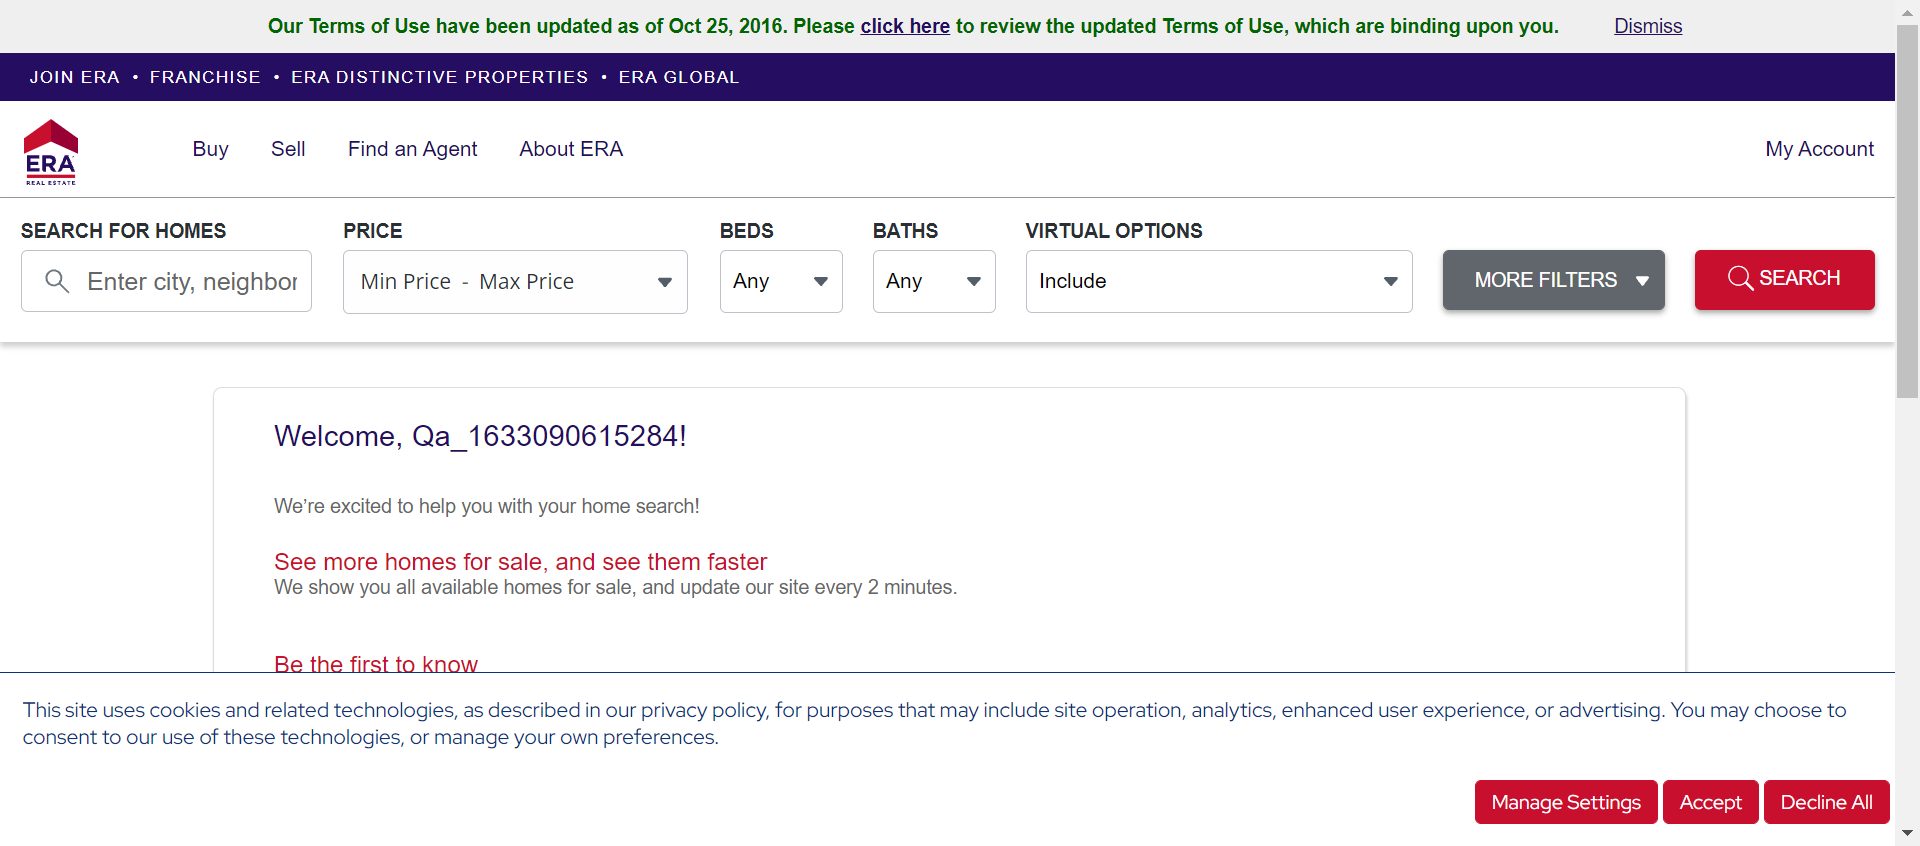 Our Terms of Use have been updated as of Oct 25, 2016. Please click here to review the updated Terms of Use, which are binding upon you. Dismiss
JOIN ERA • FRANCHISE • ERA DISTINCTIVE PROPERTIES • ERA GLOBAL
ERA
REAL ESTATE
Buy Sell Find an Agent About ERA My Account
SEARCH FOR HOMES PRICE BEDS BATHS VIRTUAL OPTIONS
Enter city, neighbor Min Price - Max Price Any Any Include MORE FILTERS SEARCH
Welcome, Qa_1633090615284!
We’re excited to help you with your home search!
See more homes for sale, and see them faster
We show you all available homes for sale, and update our site every 2 minutes.
Be the first to know
This site uses cookies and related technologies, as described in our privacy policy, for purposes that may include site operation, analytics, enhanced user experience, or advertising. You may choose to
consent to our use of these technologies, or manage your own preferences.
Manage Settings Accept Decline All